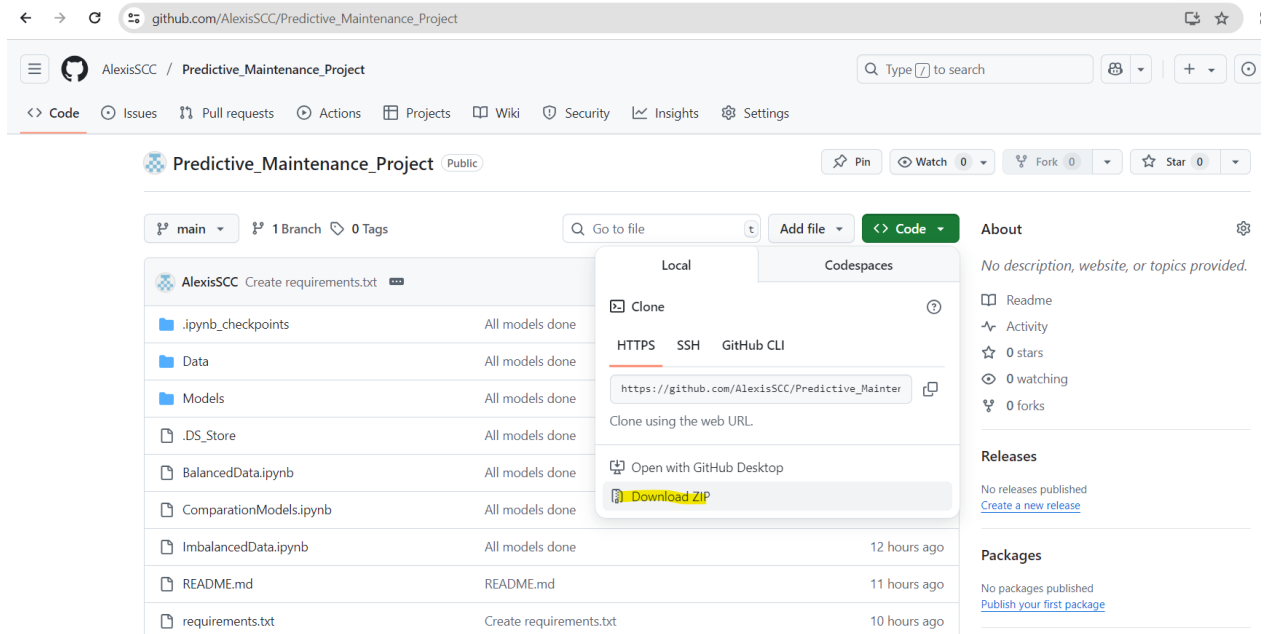 github.com/AlexisSCC/Predictive_Maintenance_Project
AlexisSCC / Predictive_Maintenance_Project
Type / to search
<> Code Issues Pull requests Actions Projects Wiki Security Insights Settings
Predictive_Maintenance_Project Public
Pin Watch 0 Fork 0 Star 0
main 1 Branch 0 Tags Go to file t Add file <> Code
Local Codespaces
Clone
HTTPS SSH GitHub CLI
https://github.com/AlexisSCC/Predictive_Mainter
Clone using the web URL.
Open with GitHub Desktop
Download ZIP
AlexisSCC Create requirements.txt
.ipynb_checkpoints All models done
Data All models done
Models All models done
.DS_Store All models done
BalancedData.ipynb All models done
ComparationModels.ipynb All models done
ImbalancedData.ipynb All models done 12 hours ago
README.md README.md 11 hours ago
requirements.txt Create requirements.txt 10 hours ago
About
No description, website, or topics provided.
Readme
Activity
0 stars
0 watching
0 forks
Releases
No releases published
Create a new release
Packages
No packages published
Publish your first package